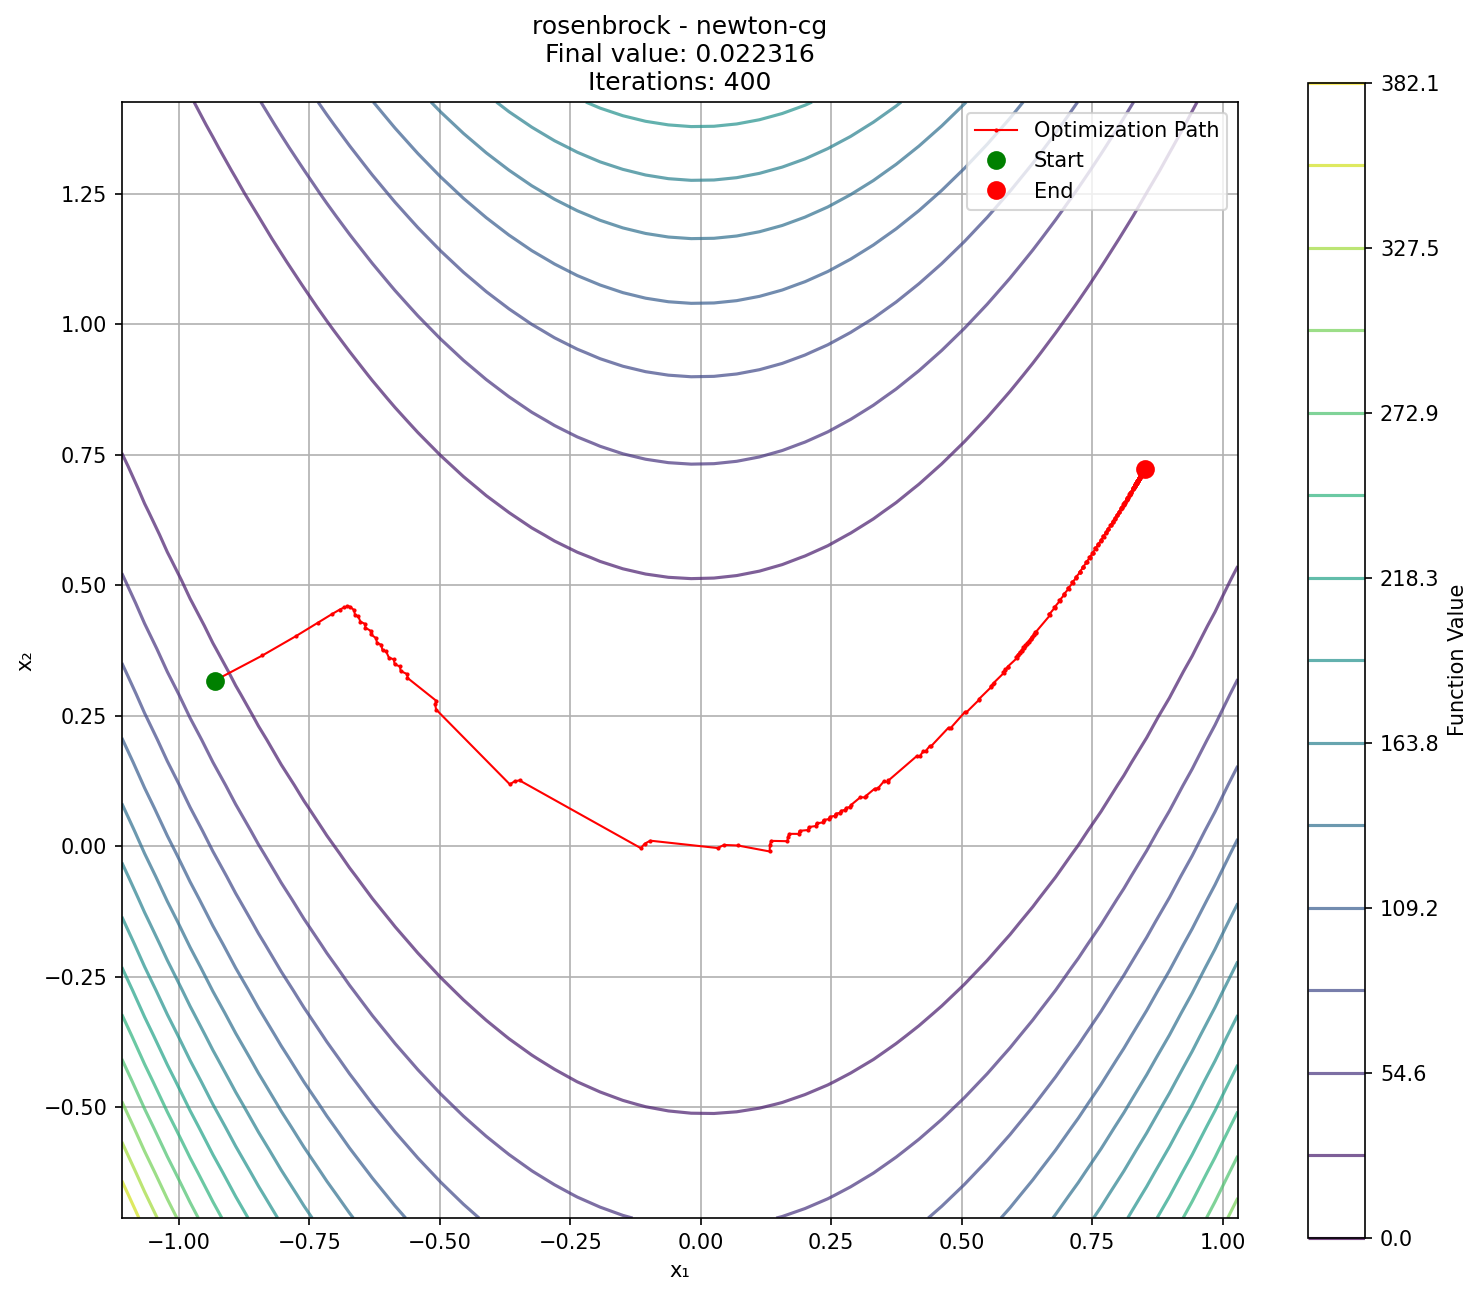 rosenbrock - newton-cg
Final value: 0.022316
Iterations: 400
Optimization Path
Start
End
1.25
1.00
0.75
0.50
0.25
0.00
−0.25
−0.50
x₂
−1.00
−0.75
−0.50
−0.25
0.00
0.25
0.50
0.75
1.00
x₁
382.1
327.5
272.9
218.3
163.8
109.2
54.6
0.0
Function Value